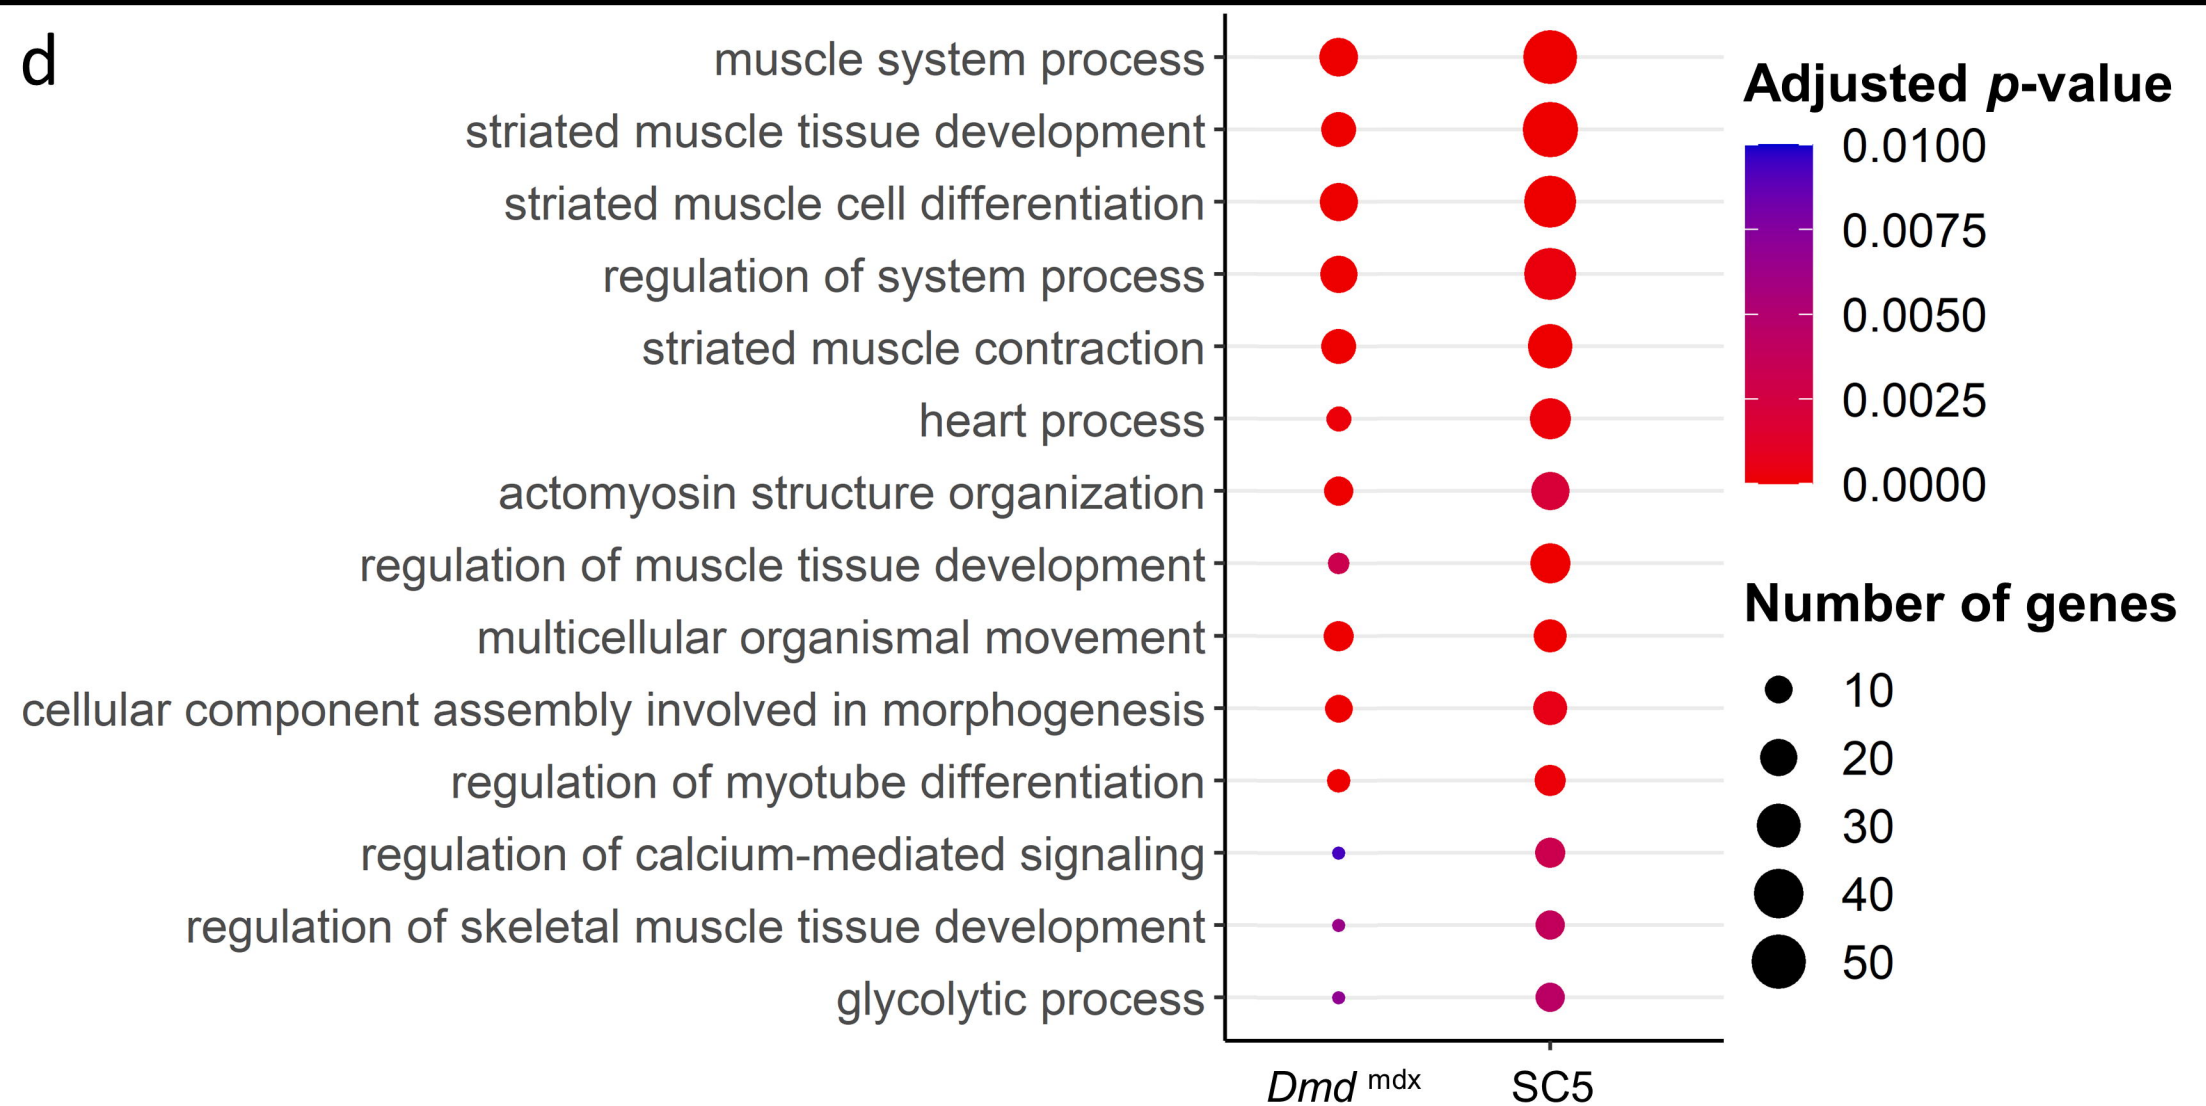 d
muscle system process
striated muscle tissue development
striated muscle cell differentiation
regulation of system process
striated muscle contraction
heart process
actomyosin structure organization
regulation of muscle tissue development
multicellular organismal movement
cellular component assembly involved in morphogenesis
regulation of myotube differentiation
regulation of calcium-mediated signaling
regulation of skeletal muscle tissue development
glycolytic process
Dmd mdx
SC5
Adjusted p-value
0.0100
0.0075
0.0050
0.0025
0.0000
Number of genes
10
20
30
40
50